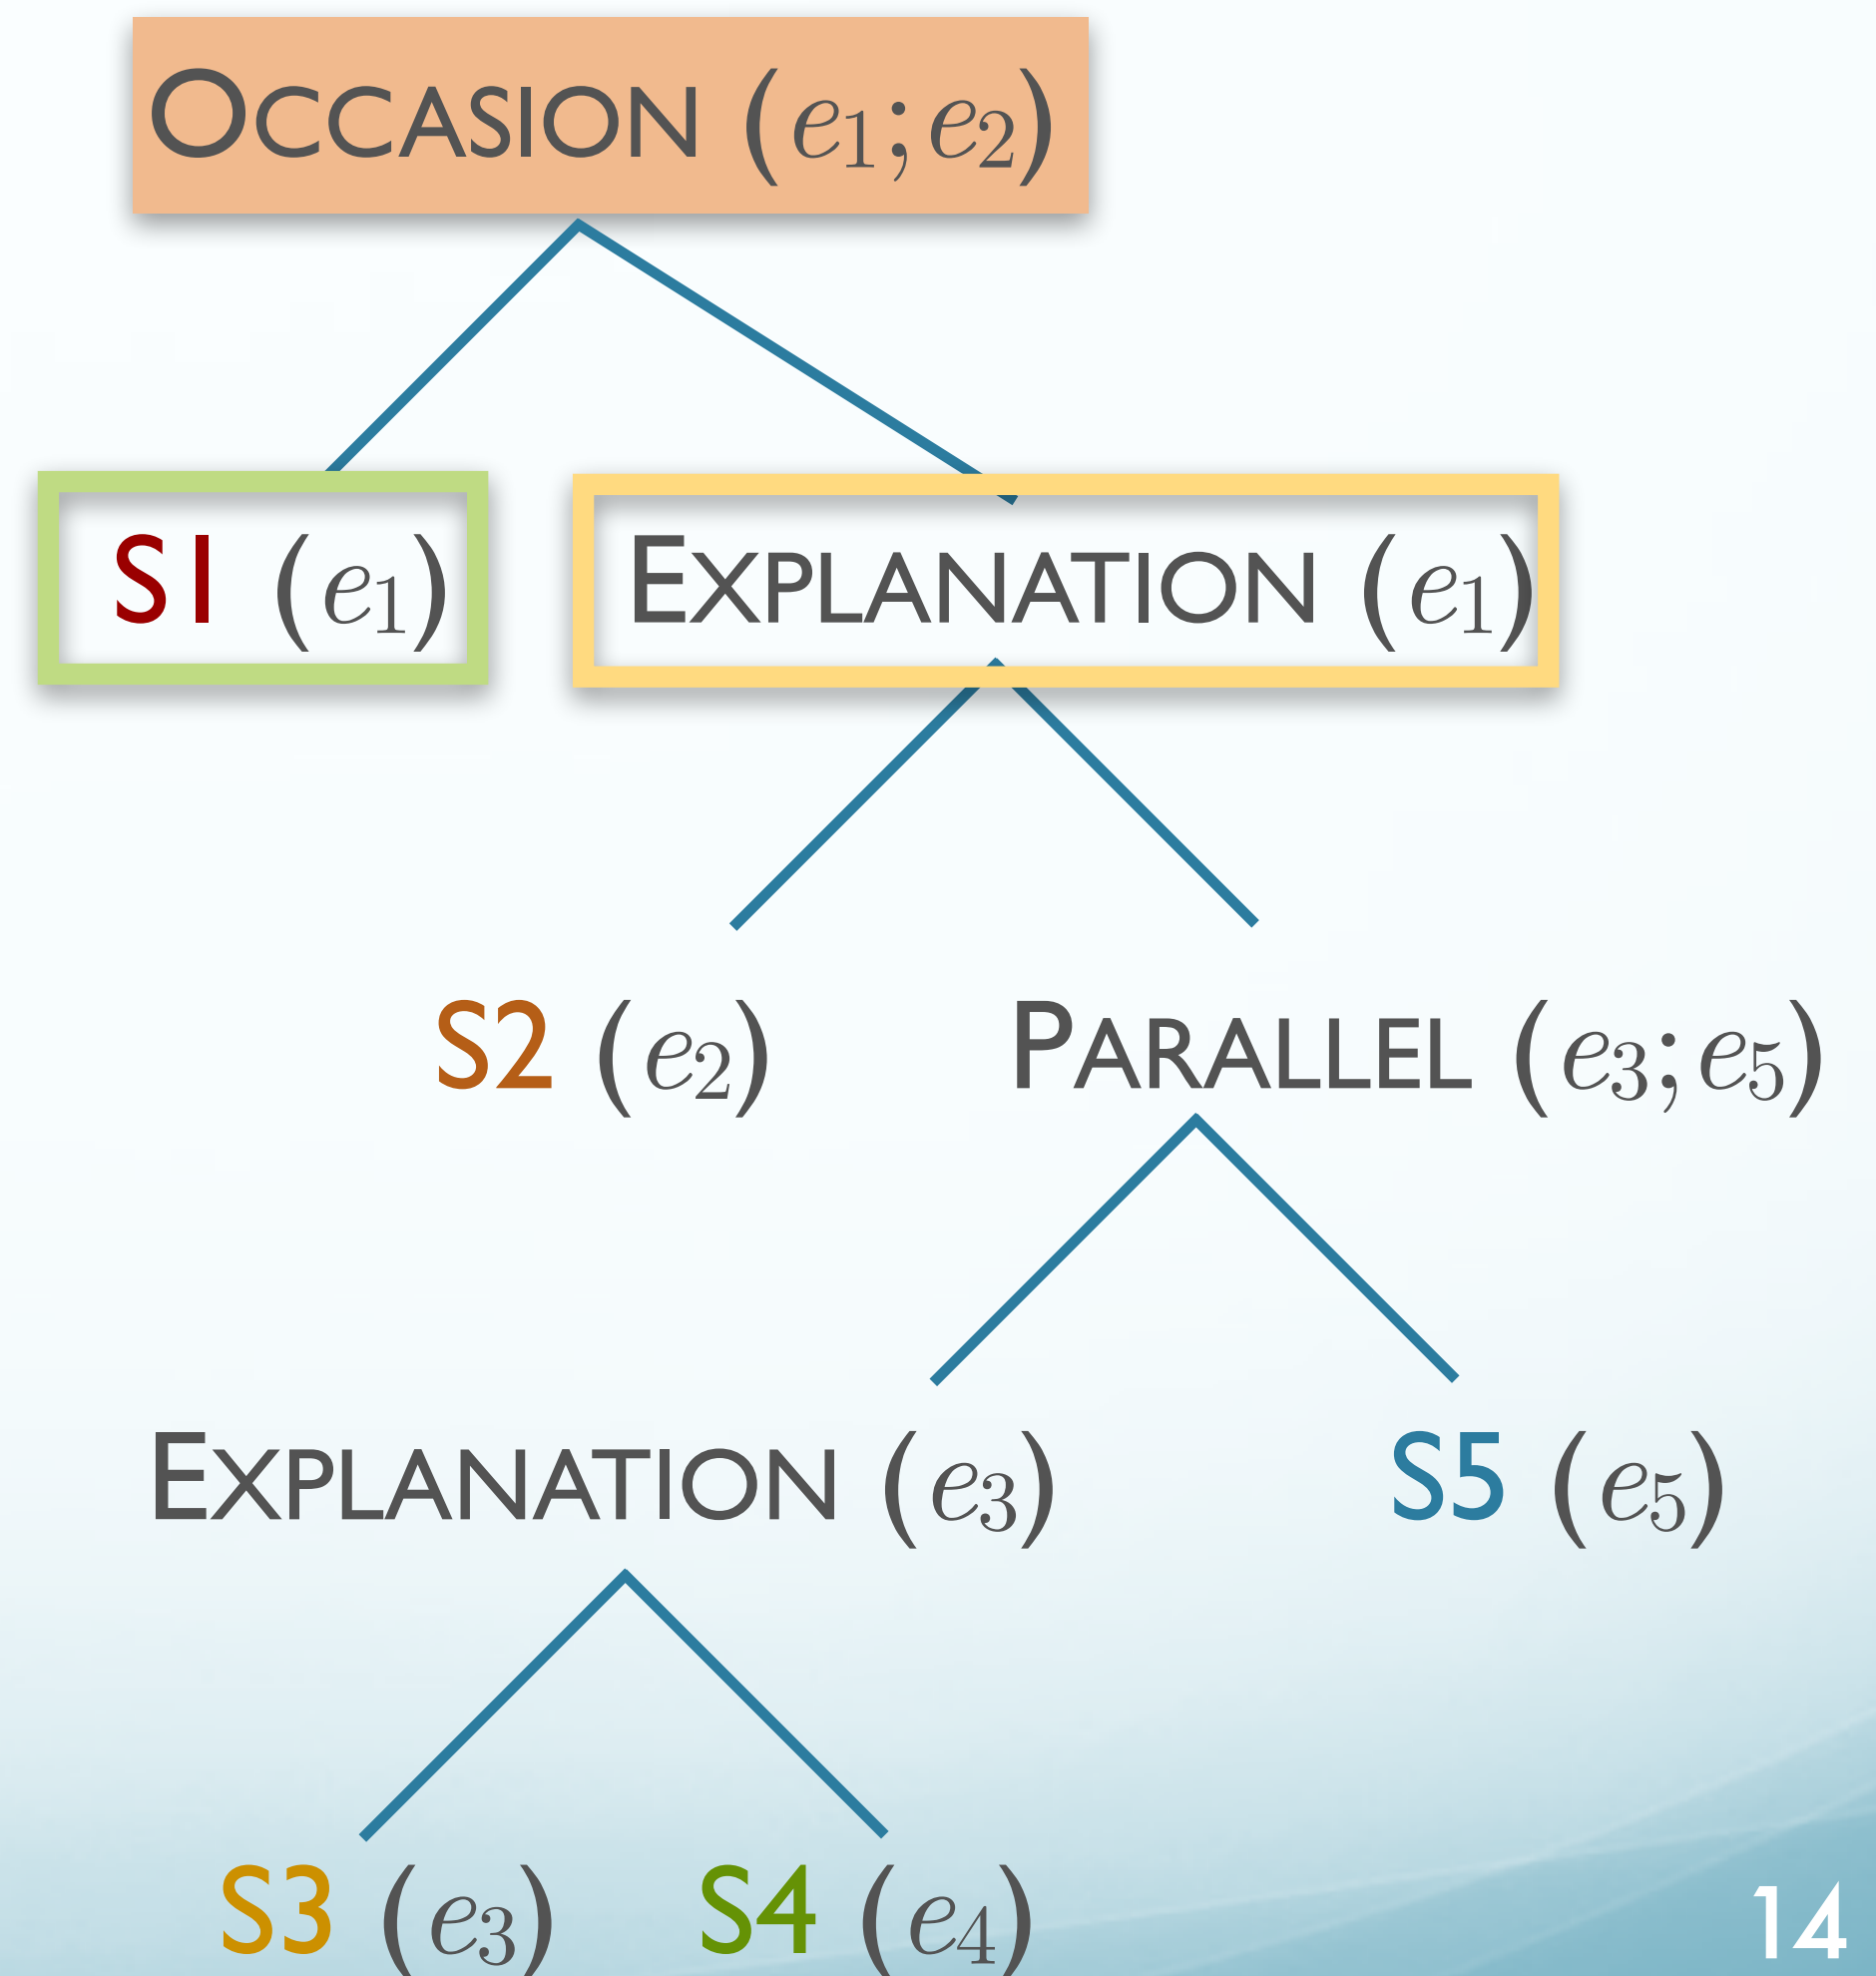 OCCASION (e1;e2)
S1 (e1) EXPLANATION (e1)
S2 (e2) PARALLEL (e3;e5)
EXPLANATION (e3) S5 (e5)
S3 (e3) S4 (e4)
14